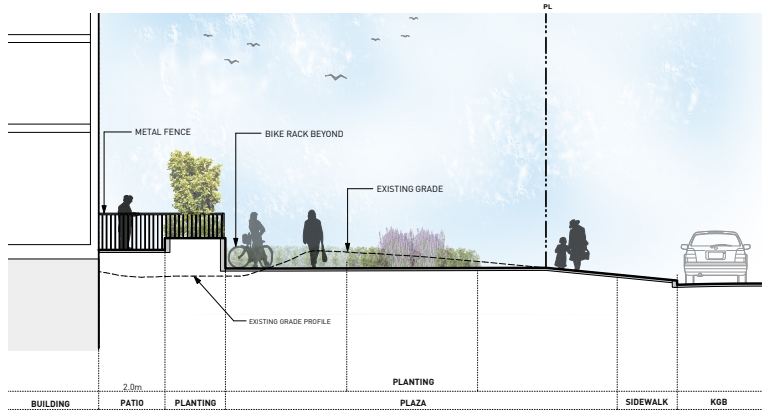 PL
METAL FENCE
BIKE RACK BEYOND
EXISTING GRADE
EXISTING GRADE PROFILE
2.0m
PLANTING
BUILDING
PATIO
PLANTING
PLAZA
SIDEWALK
KGB